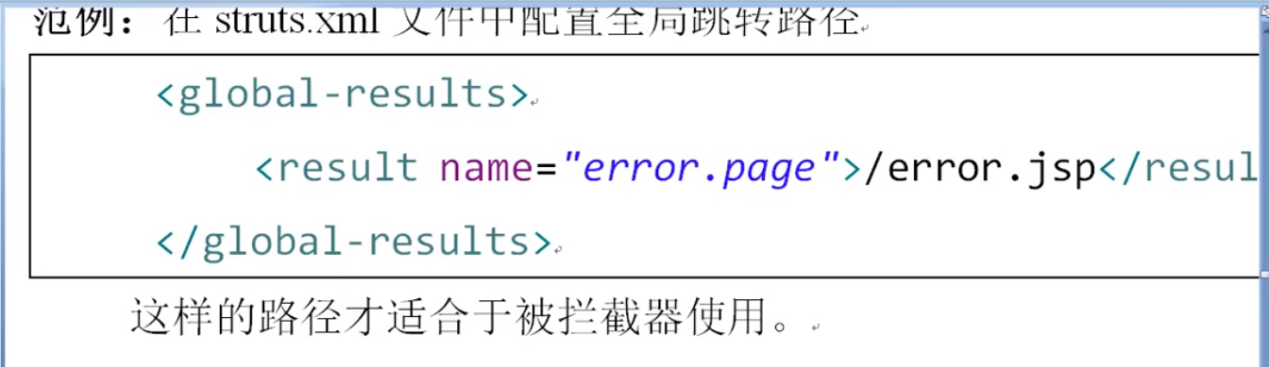 范例：在 struts.xml 文件中配置全局跳转路径
<global-results>
<result name="error.page">/error.jsp</resul
</global-results>
这样的路径才适合于被拦截器使用。